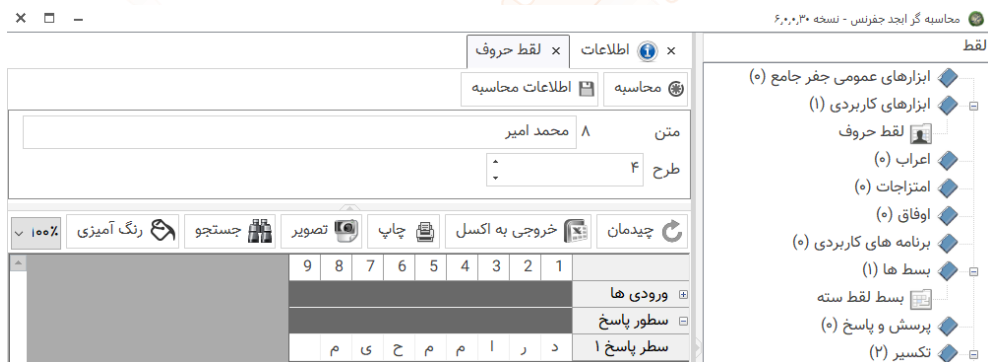 محاسبه گر ابجد جفرنس - نسخه ۶,۰,۰,۳۰
لقط
ابزارهای عمومی جفر جامع (۰)
ابزارهای کاربردی (۱)
لقط حروف
اعراب (۰)
امتزاجات (۰)
اوفاق (۰)
برنامه های کاربردی (۰)
بسط ها (۱)
بسط لقط سته
پرسش و پاسخ (۰)
تکسیر (۲)
اطلاعات
لقط حروف
محاسبه
اطلاعات محاسبه
متن
۸ محمد امیر
طرح
۴
چیدمان
خروجی به اکسل
چاپ
تصویر
جستجو
رنگ آمیزی
۱۰۰٪
1 2 3 4 5 6 7 8 9
ورودی ها
سطور پاسخ
سطر پاسخ ۱ د ر ا م م ح ی م